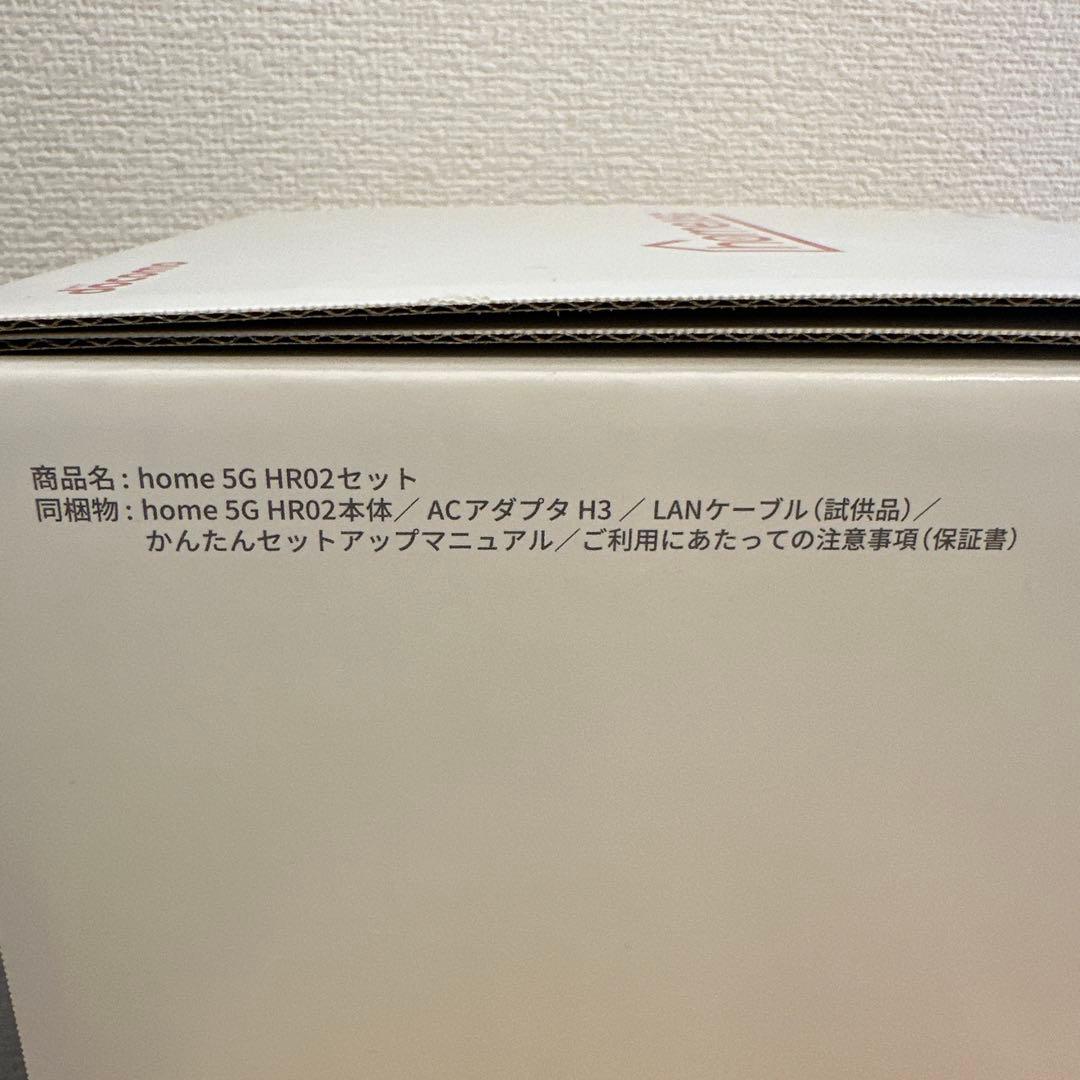 docomo
home 5G
商品名：home 5G HR02セット
同梱物：home 5G HR02本体／ ACアダプタ H3 ／ LANケーブル（試供品）／
かんたんセットアップマニュアル／ご利用にあたっての注意事項（保証書）